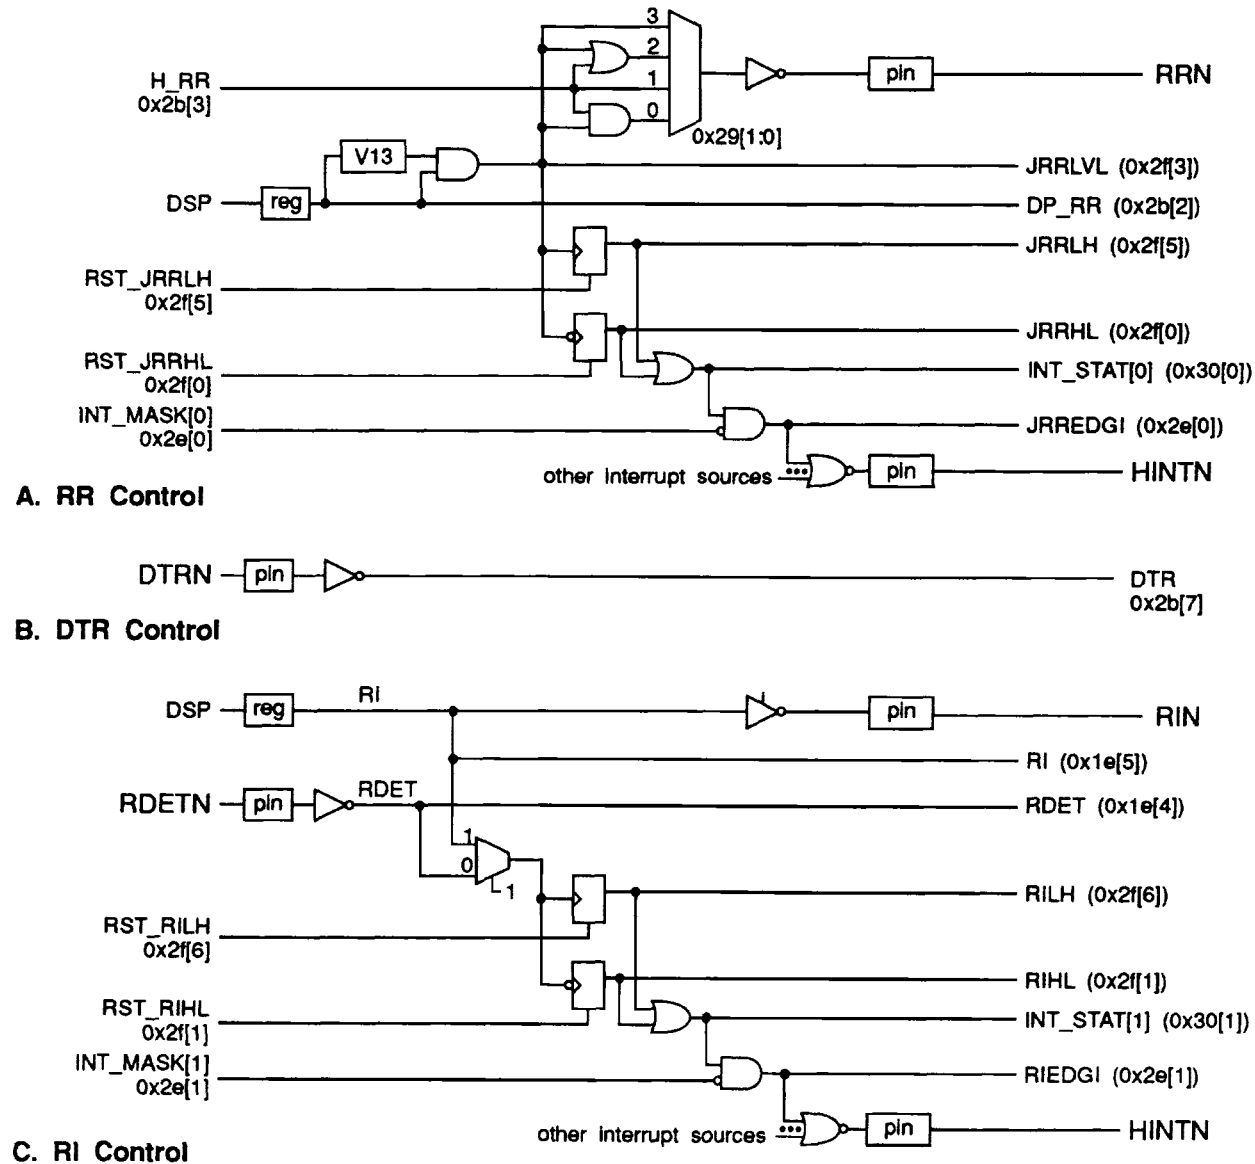 3
H_RR
0x2b[3]
2
1
0
pin
RRN
0x29[1:0]
V13
JRRLVL (0x2f[3])
DSP
reg
DP_RR (0x2b[2])
JRRLH (0x2f[5])
RST_JRRLH
0x2f[5]
JRRHL (0x2f[0])
RST_JRRHL
0x2f[0]
INT_STAT[0] (0x30[0])
INT_MASK[0]
0x2e[0]
JRREDGI (0x2e[0])
other interrupt sources
pin
HINTN
A. RR Control
DTRN
pin
DTR
0x2b[7]
B. DTR Control
DSP
reg
RI
pin
RIN
RI (0x1e[5])
RDETN
pin
RDET
RDET (0x1e[4])
1
0
1
RILH (0x2f[6])
RST_RILH
0x2f[6]
RIHL (0x2f[1])
RST_RIHL
0x2f[1]
INT_STAT[1] (0x30[1])
INT_MASK[1]
0x2e[1]
RIEDGI (0x2e[1])
other interrupt sources
pin
HINTN
C. RI Control